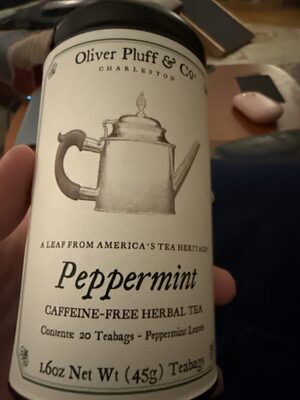 Oliver Pluff & Co
CHARLESTON
A LEAF FROM AMERICA'S TEA HERITAGE
Peppermint
CAFFEINE-FREE HERBAL TEA
Contents: 20 Teabags - Peppermint Leaves
1.6oz Net Wt (45g) Teabags